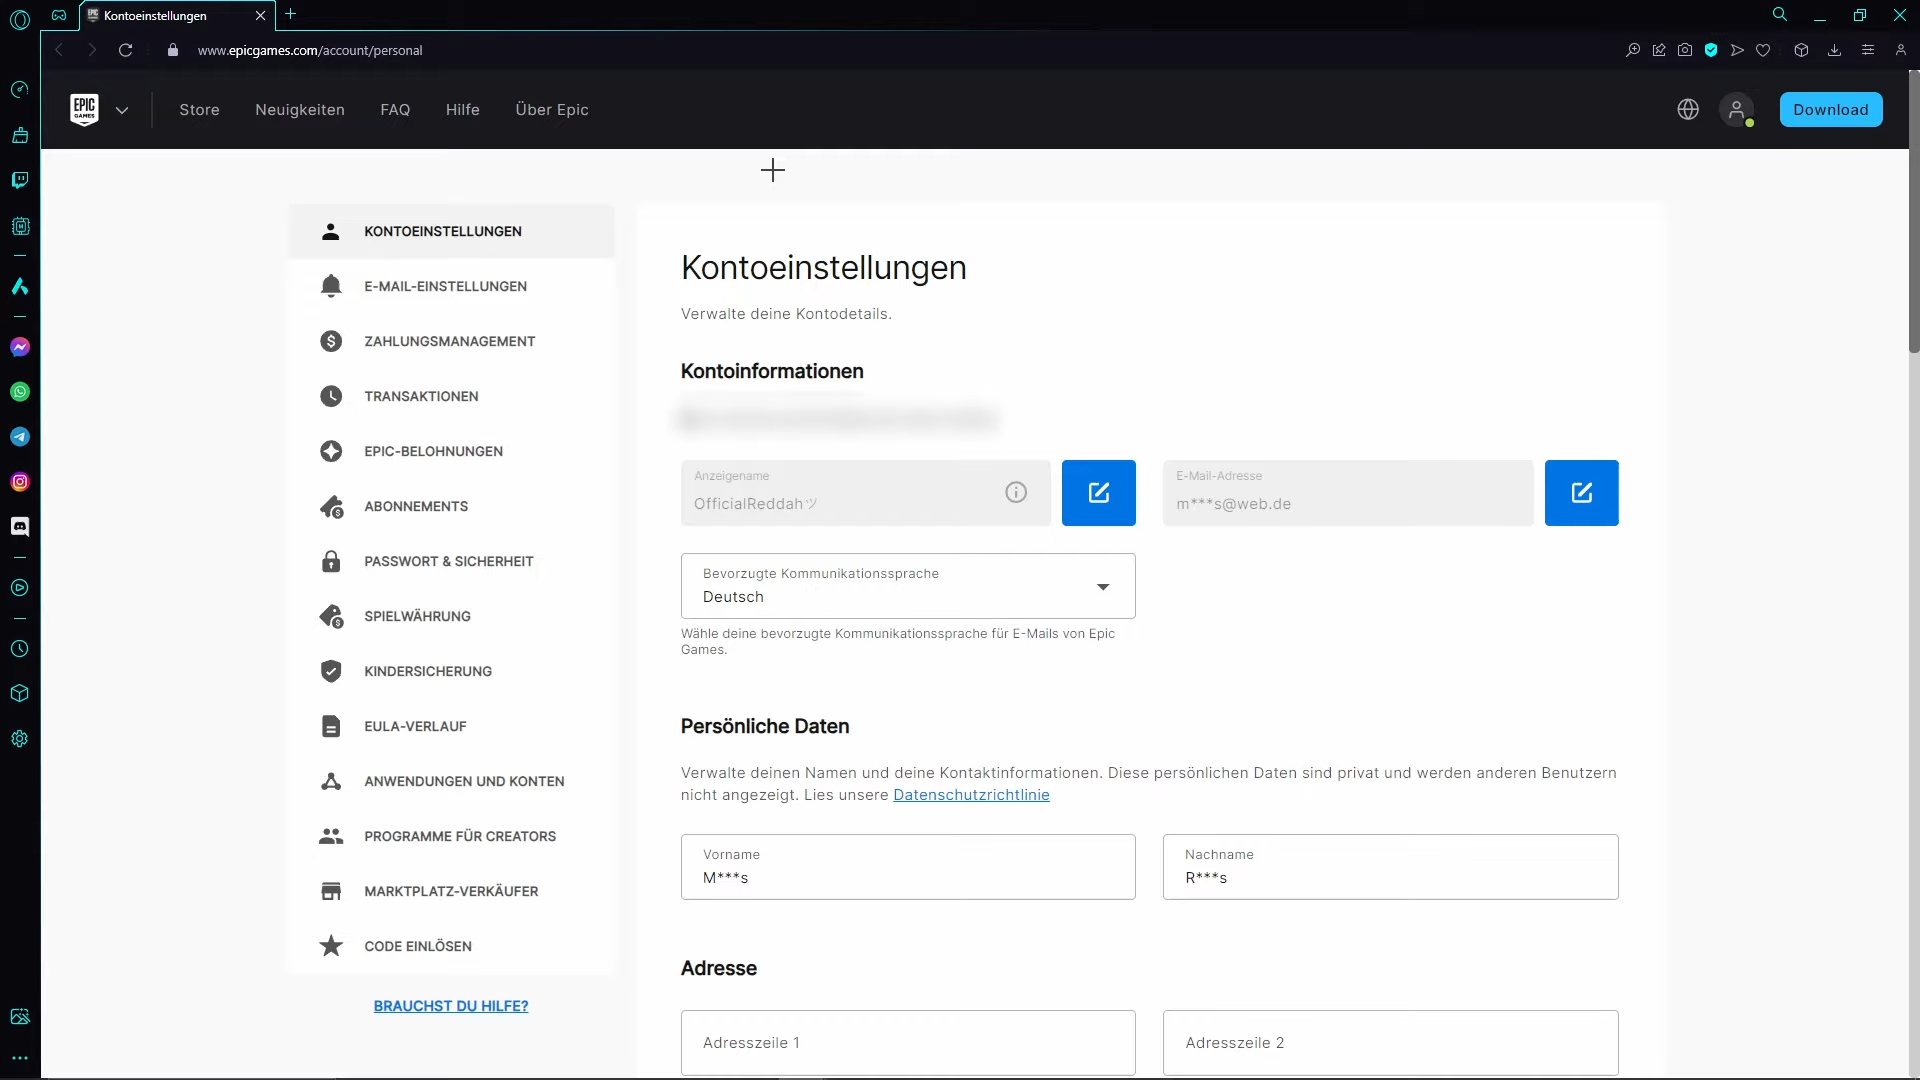 Kontoeinstellungen
www.epicgames.com/account/personal
EPIC
GAMES
Store
Neuigkeiten
FAQ
Hilfe
Über Epic
Download
KONTOEINSTELLUNGEN
E-MAIL-EINSTELLUNGEN
ZAHLUNGSMANAGEMENT
TRANSAKTIONEN
EPIC-BELOHNUNGEN
ABONNEMENTS
PASSWORT & SICHERHEIT
SPIELWÄHRUNG
KINDERSICHERUNG
EULA-VERLAUF
ANWENDUNGEN UND KONTEN
PROGRAMME FÜR CREATORS
MARKTPLATZ-VERKÄUFER
CODE EINLÖSEN
BRAUCHST DU HILFE?
Kontoeinstellungen
Verwalte deine Kontodetails.
Kontoinformationen
Anzeigename
OfficialReddahツ
E-Mail-Adresse
m***s@web.de
Bevorzugte Kommunikationssprache
Deutsch
Wähle deine bevorzugte Kommunikationssprache für E-Mails von Epic
Games.
Persönliche Daten
Verwalte deinen Namen und deine Kontaktinformationen. Diese persönlichen Daten sind privat und werden anderen Benutzern
nicht angezeigt. Lies unsere Datenschutzrichtlinie
Vorname
M***s
Nachname
R***s
Adresse
Adresszeile 1
Adresszeile 2